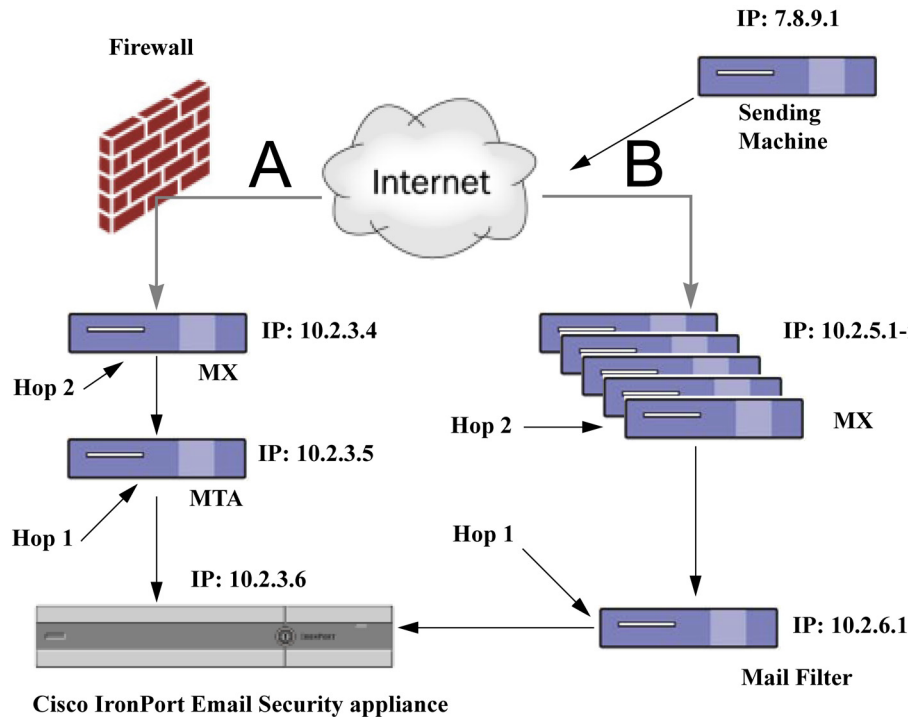 IP: 7.8.9.1
Firewall
Sending
Machine
A
B
Internet
IP: 10.2.3.4
IP: 10.2.5.1-
MX
Hop 2
Hop 2
MX
IP: 10.2.3.5
MTA
Hop 1
Hop 1
IP: 10.2.3.6
IRONPORT
IP: 10.2.6.1
Mail Filter
Cisco IronPort Email Security appliance